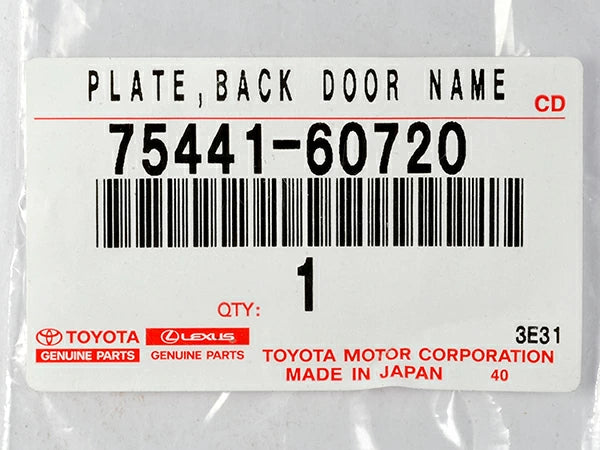 PLATE, BACK DOOR NAME
CD
75441-60720
QTY: 1
TOYOTA LEXUS 3E31
GENUINE PARTS GENUINE PARTS TOYOTA MOTOR CORPORATION
MADE IN JAPAN 40